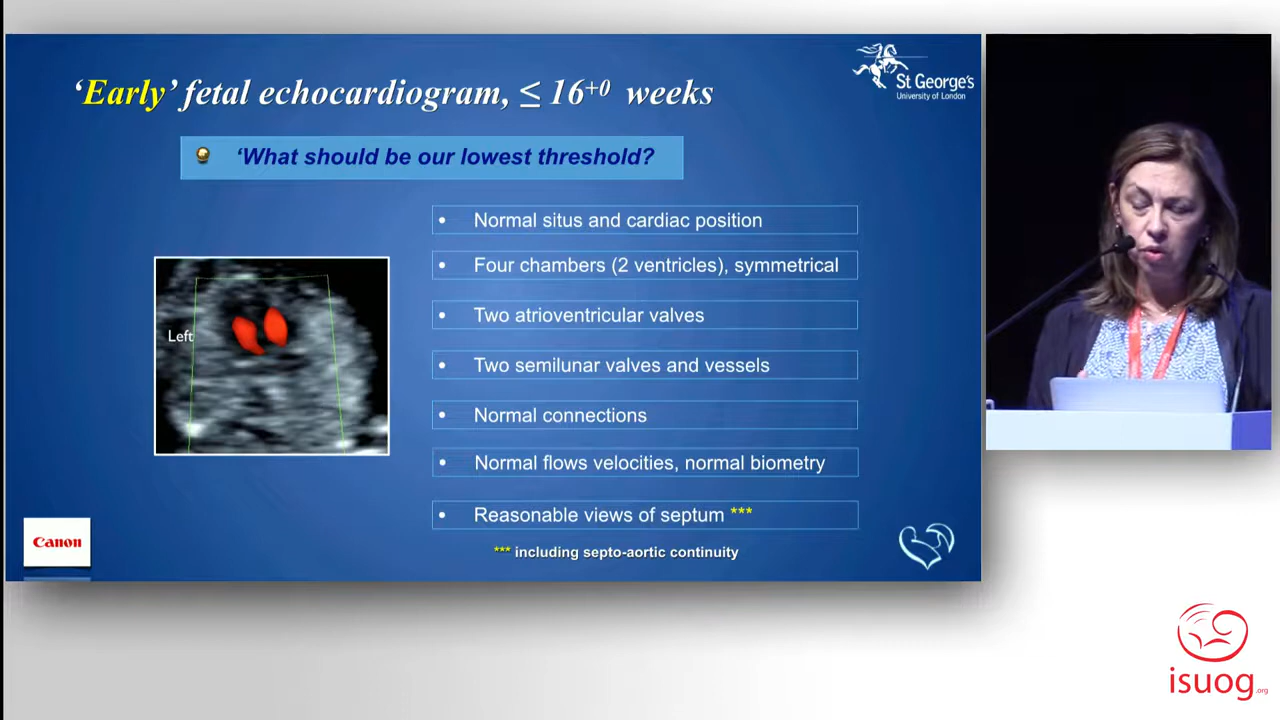 ‘Early’ fetal echocardiogram, ≤ 16+0 weeks
St George's
University of London
‘What should be our lowest threshold?
• Normal situs and cardiac position
• Four chambers (2 ventricles), symmetrical
• Two atrioventricular valves
• Two semilunar valves and vessels
• Normal connections
• Normal flows velocities, normal biometry
• Reasonable views of septum ***
*** including septo-aortic continuity
Left
Canon
isuog.org